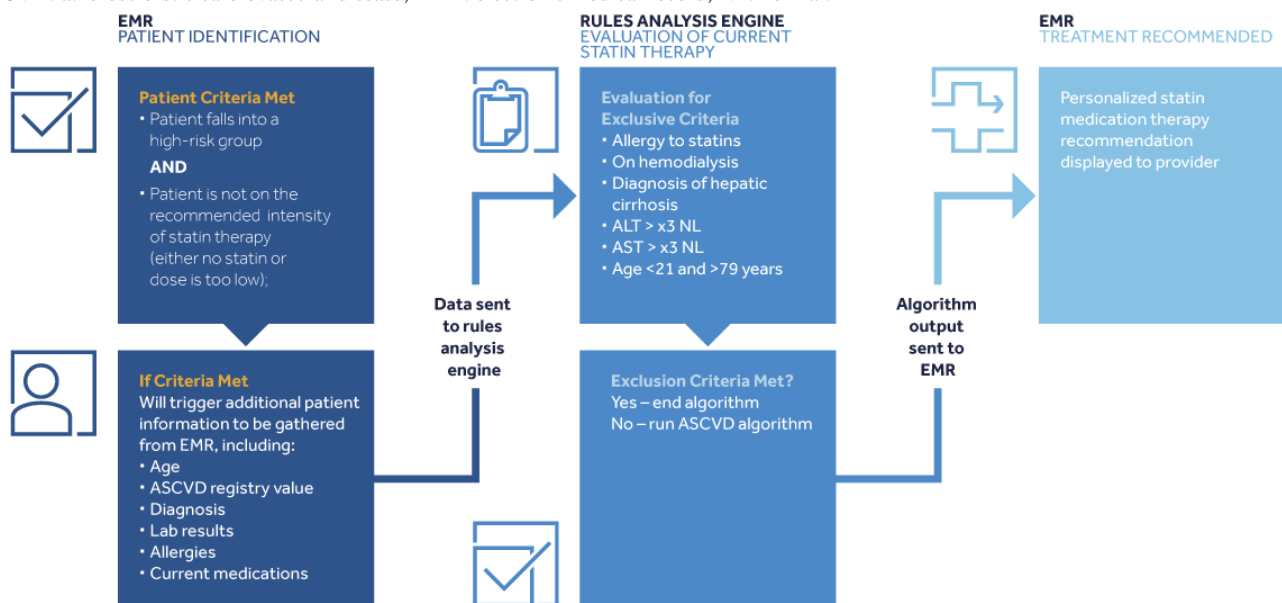 EMR
PATIENT IDENTIFICATION
Patient Criteria Met
• Patient falls into a
high-risk group
AND
• Patient is not on the
recommended intensity
of statin therapy
(either no statin or
dose is too low);
If Criteria Met
Will trigger additional patient
information to be gathered
from EMR, including:
• Age
• ASCVD registry value
• Diagnosis
• Lab results
• Allergies
• Current medications
Data sent
to rules
analysis
engine
RULES ANALYSIS ENGINE
EVALUATION OF CURRENT
STATIN THERAPY
Evaluation for
Exclusive Criteria
• Allergy to statins
• On hemodialysis
• Diagnosis of hepatic
cirrhosis
• ALT > x3 NL
• AST > x3 NL
• Age <21 and >79 years
Exclusion Criteria Met?
Yes – end algorithm
No – run ASCVD algorithm
Algorithm
output
sent to
EMR
EMR
TREATMENT RECOMMENDED
Personalized statin
medication therapy
recommendation
displayed to provider